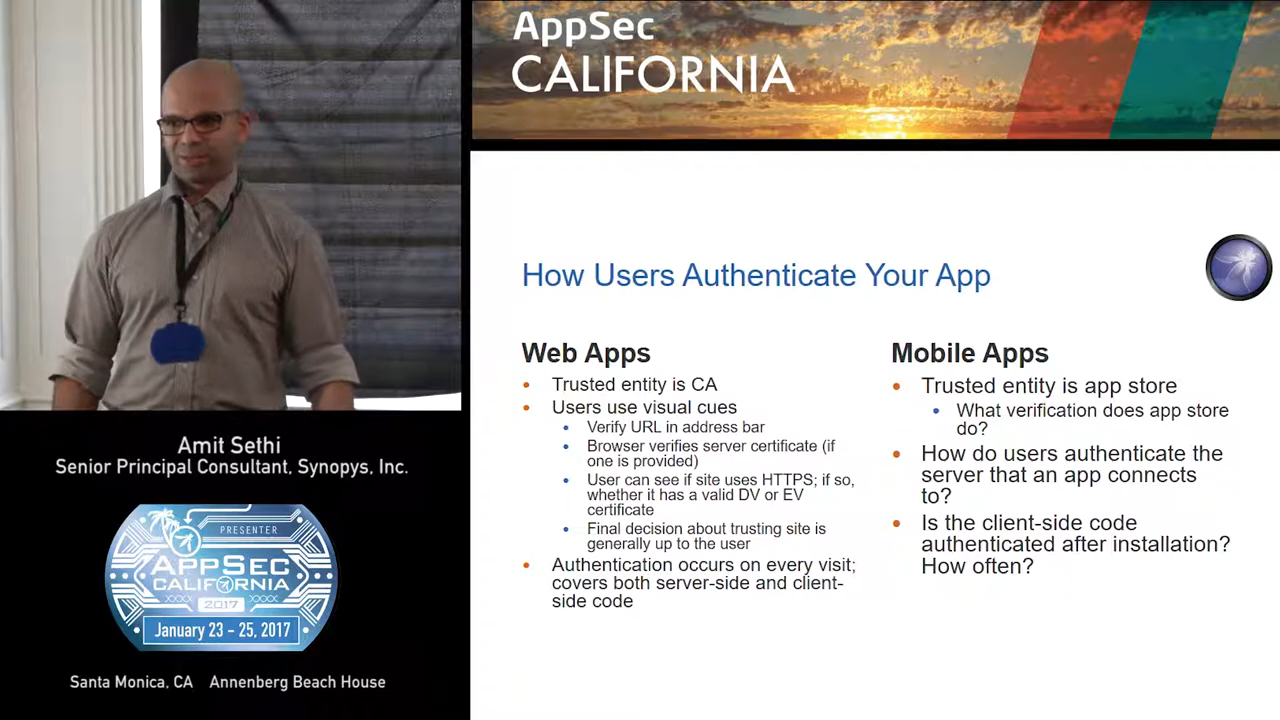 AppSec
CALIFORNIA
How Users Authenticate Your App
Web Apps
• Trusted entity is CA
• Users use visual cues
• Verify URL in address bar
• Browser verifies server certificate (if
one is provided)
• User can see if site uses HTTPS; if so,
whether it has a valid DV or EV
certificate
• Final decision about trusting site is
generally up to the user
• Authentication occurs on every visit;
covers both server-side and client-
side code
Mobile Apps
• Trusted entity is app store
• What verification does app store
do?
• How do users authenticate the
server that an app connects
to?
• Is the client-side code
authenticated after installation?
How often?
Amit Sethi
Senior Principal Consultant, Synopys, Inc.
PRESENTER
APPSEC
CALIFORNIA
XXXX 2017 XXXX
January 23 - 25, 2017
Santa Monica, CA Annenberg Beach House